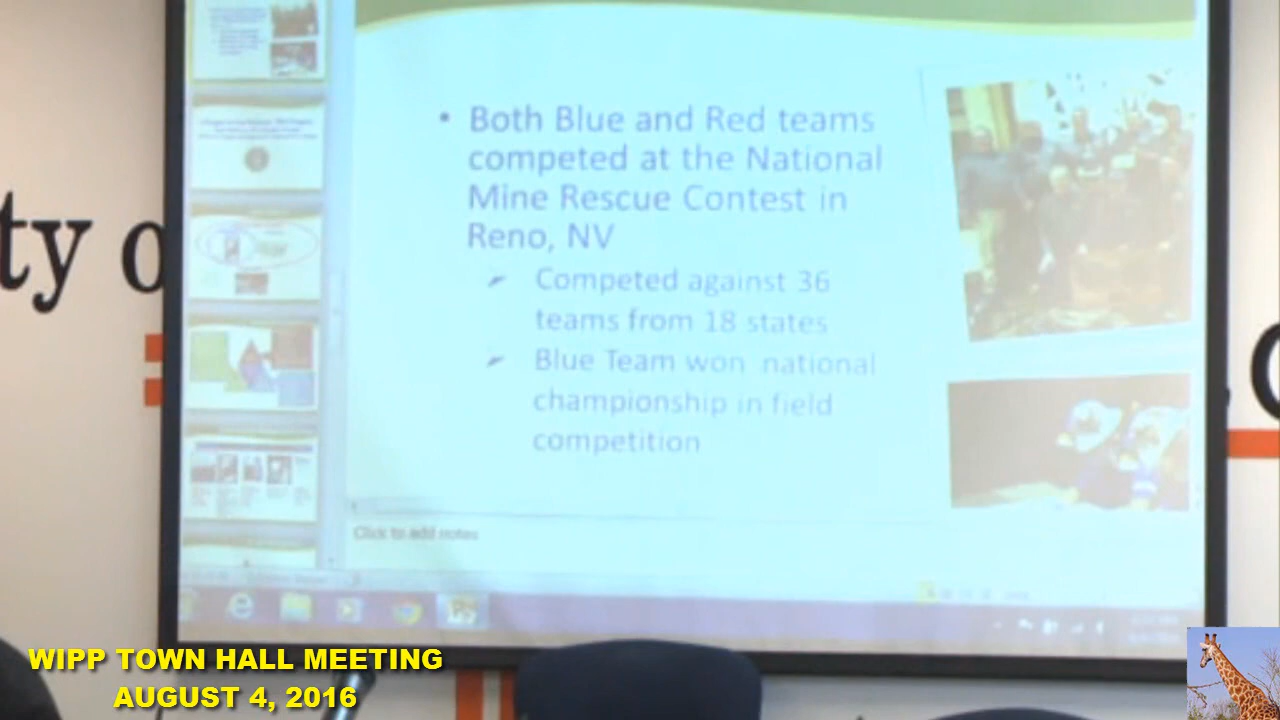 • Both Blue and Red teams
competed at the National
Mine Rescue Contest in
Reno, NV
Competed against 36
teams from 18 states
Blue Team won national
championship in field
competition
Click to add notes
ty o
WIPP TOWN HALL MEETING
AUGUST 4, 2016